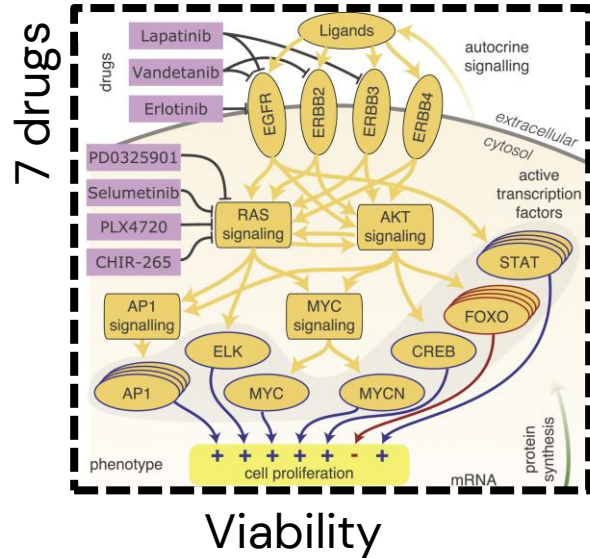 7 drugs
drugs
Lapatinib
Vandetanib
Erlotinib
Ligands
autocrine
signalling
EGFR
ERBB2
ERBB3
ERBB4
extracellular
cytosol
PD0325901
Selumetinib
PLX4720
CHIR-265
RAS
signaling
AKT
signaling
active
transcription
factors
STAT
AP1
signalling
MYC
signaling
FOXO
ELK
CREB
AP1
MYC
MYCN
+ + + + + - +
cell proliferation
phenotype
mRNA
protein
synthesis
Viability